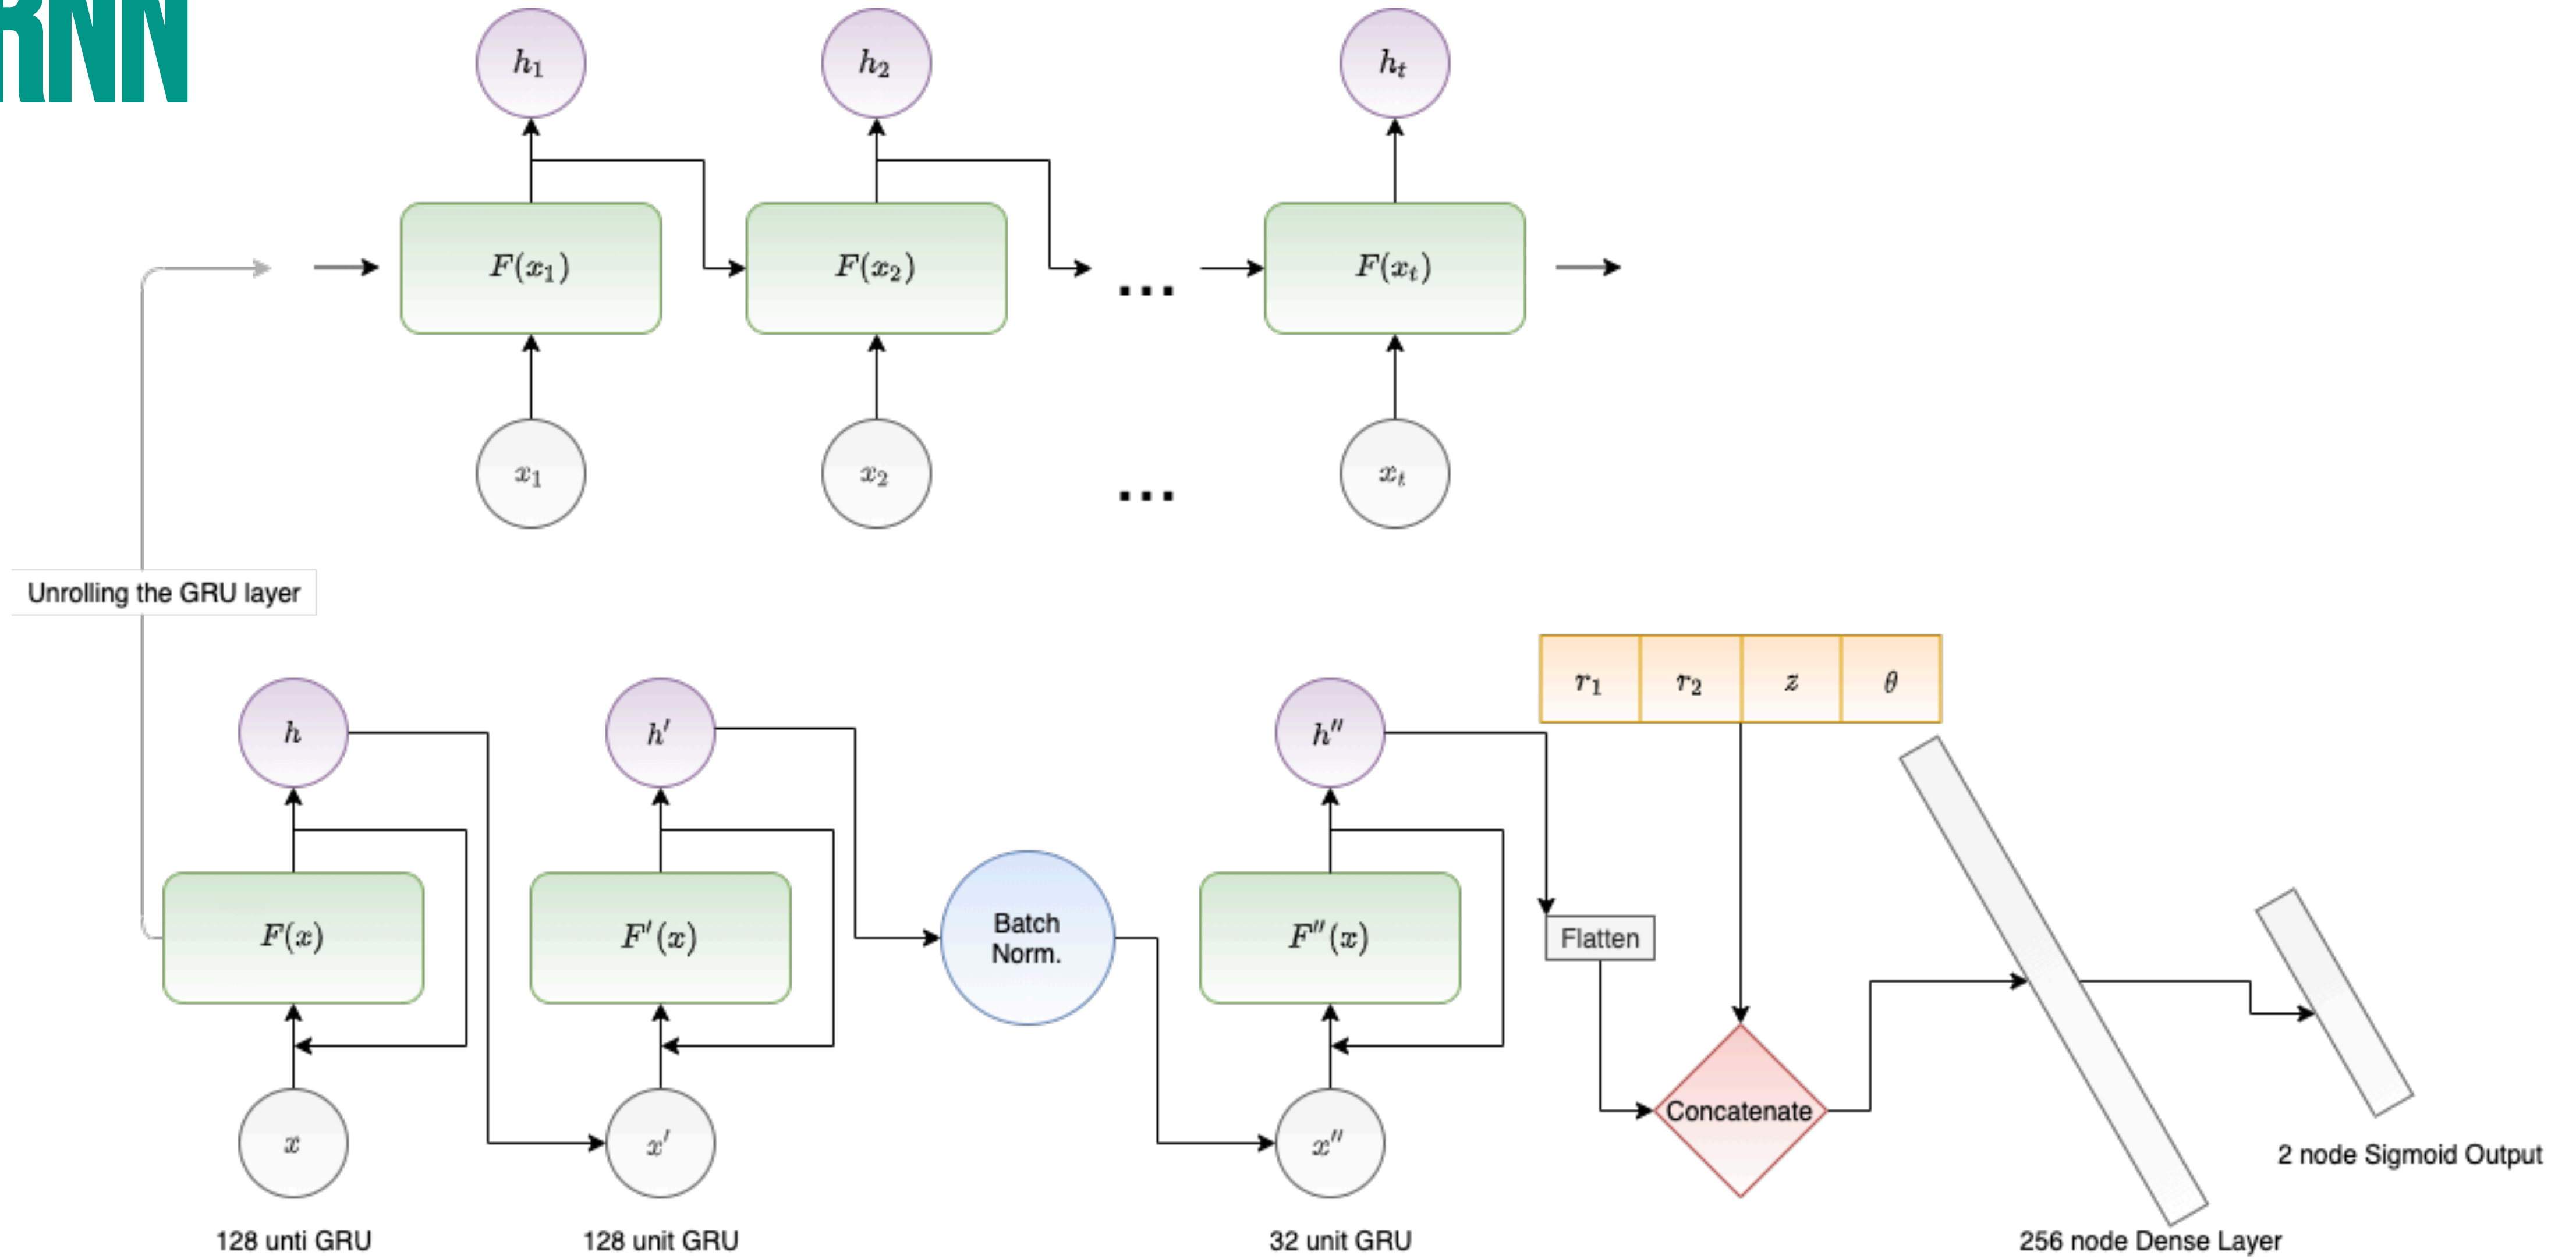 RNN
h₁ h₂ hₜ
F(x₁) F(x₂) ... F(xₜ)
x₁ x₂ ... xₜ
Unrolling the GRU layer
r₁ r₂ z θ
h h′ h″
F(x) F′(x) Batch Norm. F″(x) Flatten
Concatenate
x x′ x″
2 node Sigmoid Output
128 unti GRU 128 unit GRU 32 unit GRU 256 node Dense Layer